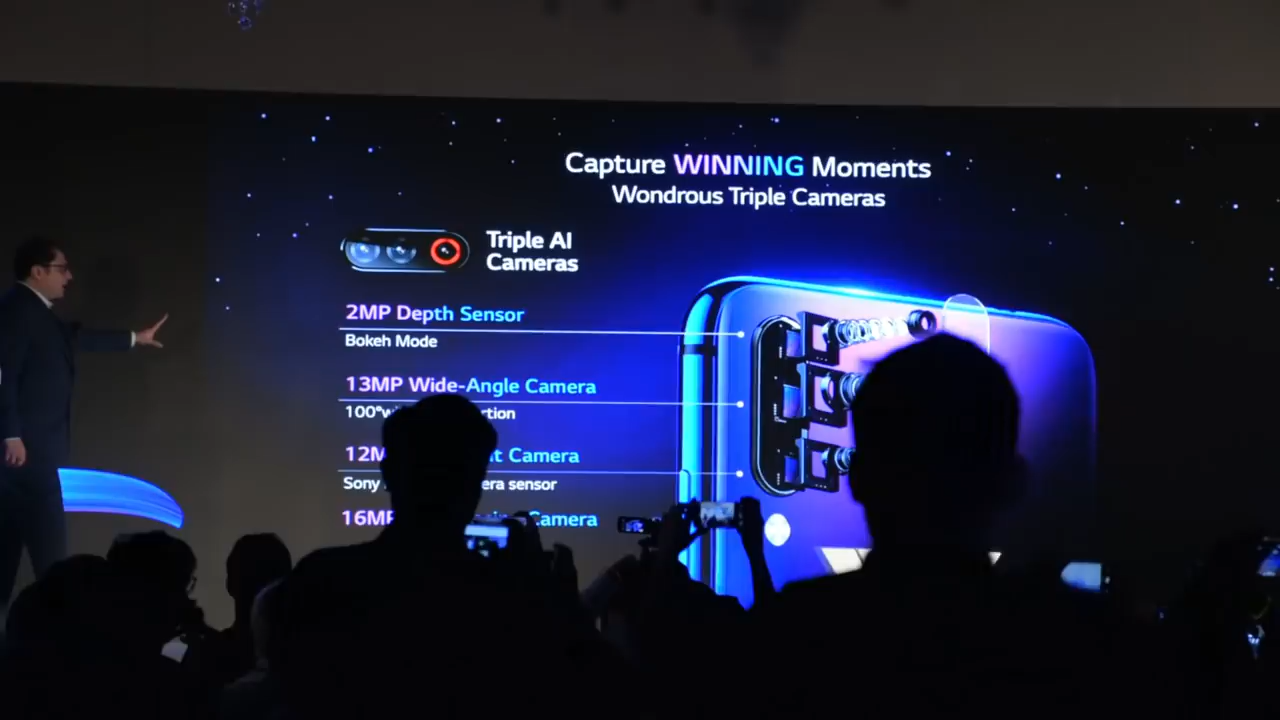 Capture WINNING Moments
Wondrous Triple Cameras
Triple AI
Cameras
2MP Depth Sensor
Bokeh Mode
13MP Wide-Angle Camera
100°
12M
Camera
Sony
sensor
16MP
Camera